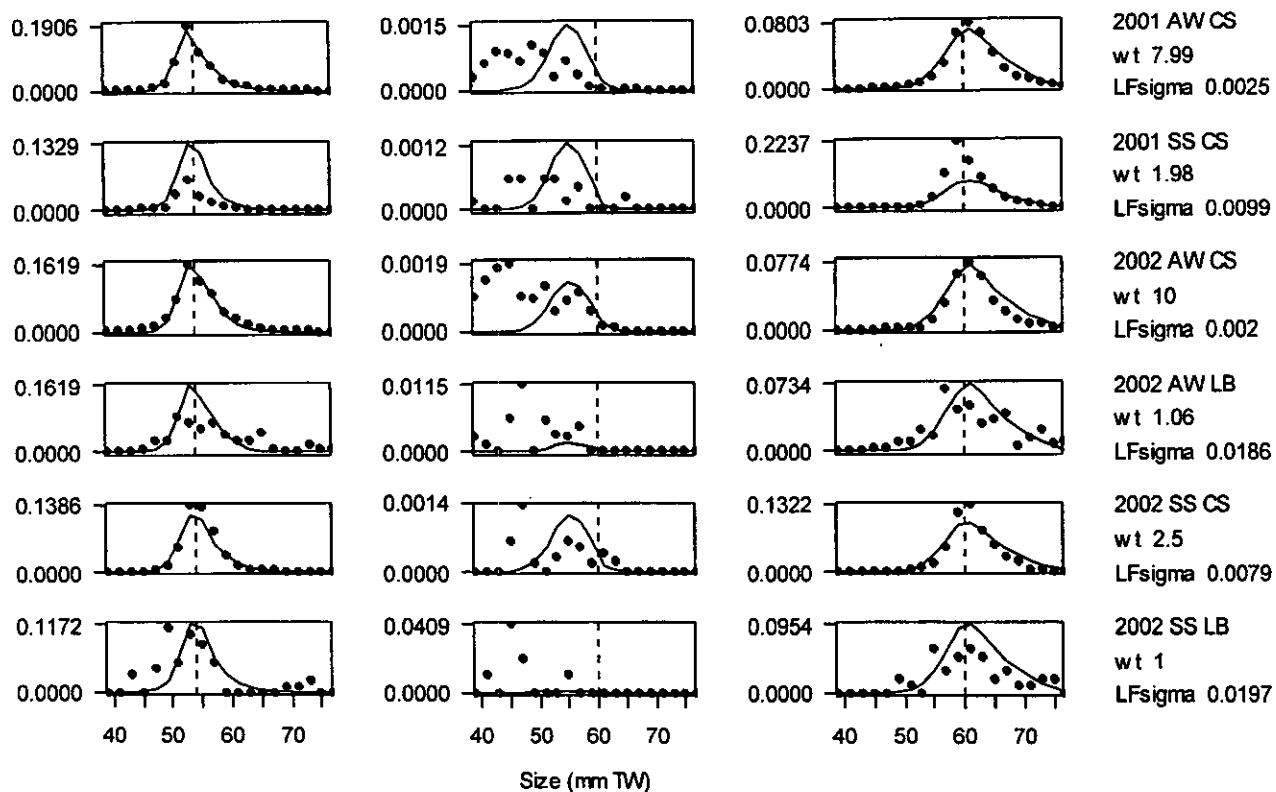 0.1906 0.0015 0.0803 2001 AW CS
wt 7.99
0.0000 0.0000 0.0000 LFsigma 0.0025
0.1329 0.0012 0.2237 2001 SS CS
wt 1.98
0.0000 0.0000 0.0000 LFsigma 0.0099
0.1619 0.0019 0.0774 2002 AW CS
wt 10
0.0000 0.0000 0.0000 LFsigma 0.002
0.1619 0.0115 0.0734 2002 AW LB
wt 1.06
0.0000 0.0000 0.0000 LFsigma 0.0186
0.1386 0.0014 0.1322 2002 SS CS
wt 2.5
0.0000 0.0000 0.0000 LFsigma 0.0079
0.1172 0.0409 0.0954 2002 SS LB
wt 1
0.0000 0.0000 0.0000 LFsigma 0.0197
40 50 60 70 40 50 60 70 40 50 60 70
Size (mm TW)